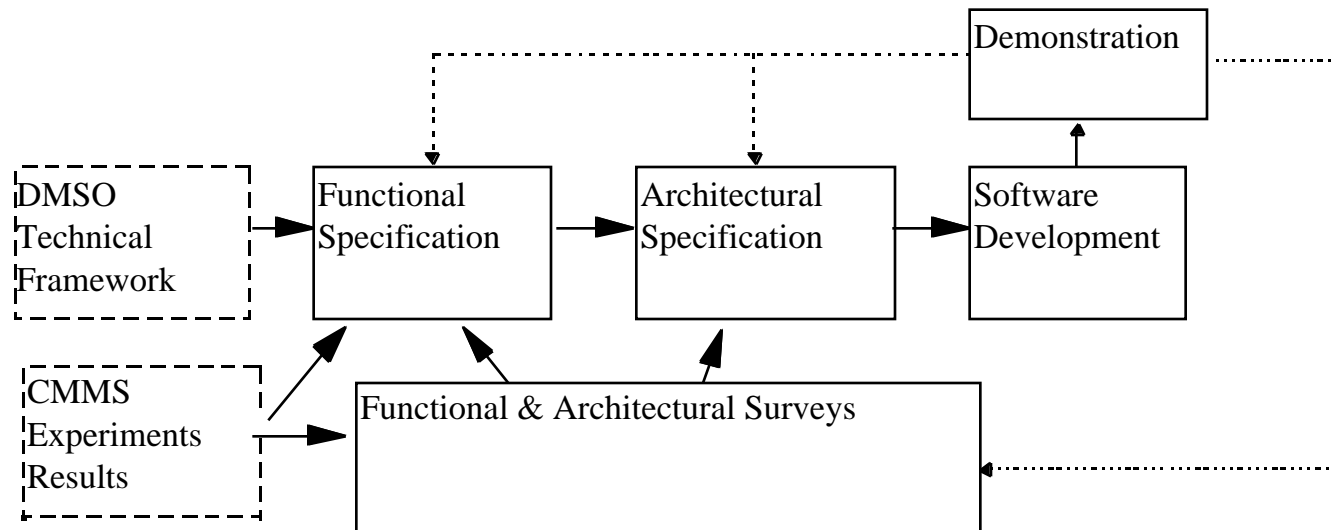 Demonstration
DMSO
Technical
Framework
Functional
Specification
Architectural
Specification
Software
Development
CMMS
Experiments
Results
Functional & Architectural Surveys